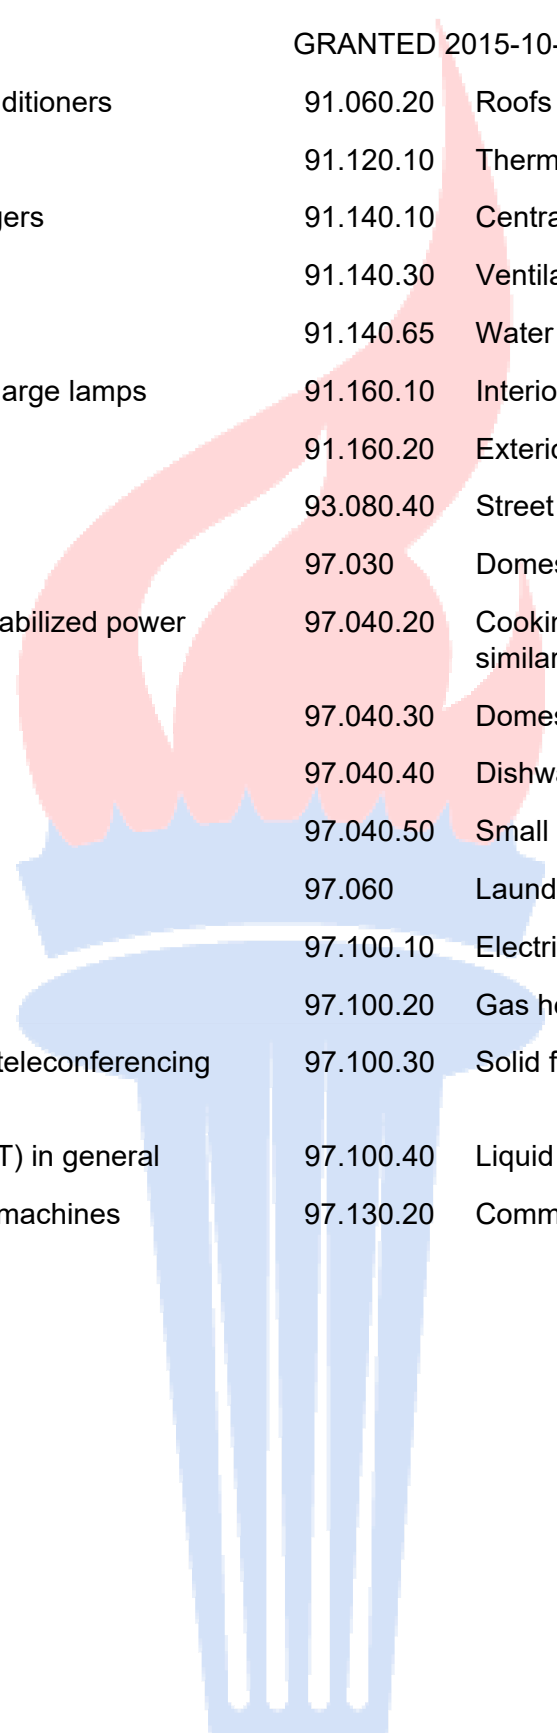 GRANTED 2015-10-
ditioners 91.060.20 Roofs
91.120.10 Therm
gers 91.140.10 Centra
91.140.30 Ventila
91.140.65 Water
arge lamps 91.160.10 Interio
91.160.20 Exterio
93.080.40 Street
97.030 Domes
abilized power 97.040.20 Cookin
similar
97.040.30 Domes
97.040.40 Dishwa
97.040.50 Small
97.060 Laund
97.100.10 Electri
97.100.20 Gas he
teleconferencing 97.100.30 Solid f
T) in general 97.100.40 Liquid
machines 97.130.20 Comm